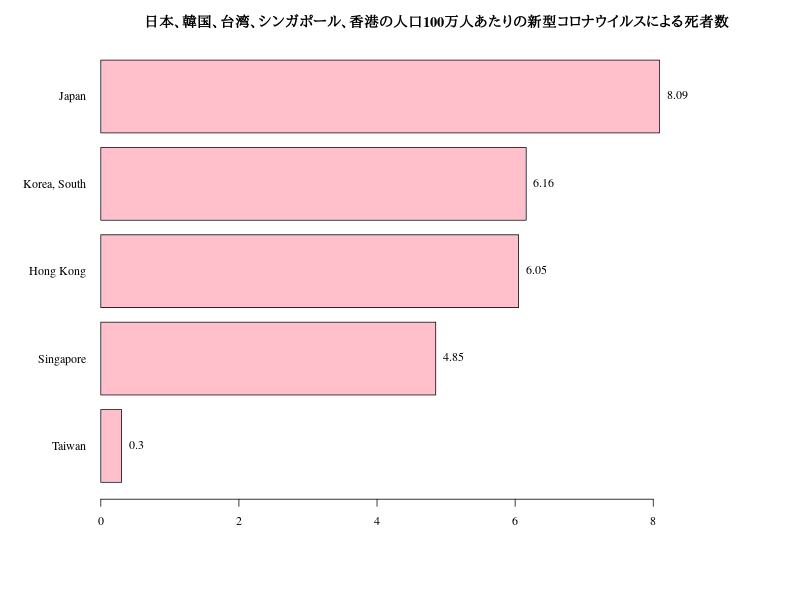 日本、韓国、台湾、シンガポール、香港の人口100万人あたりの新型コロナウイルスによる死者数
Japan 8.09
Korea, South 6.16
Hong Kong 6.05
Singapore 4.85
Taiwan 0.3
0 2 4 6 8